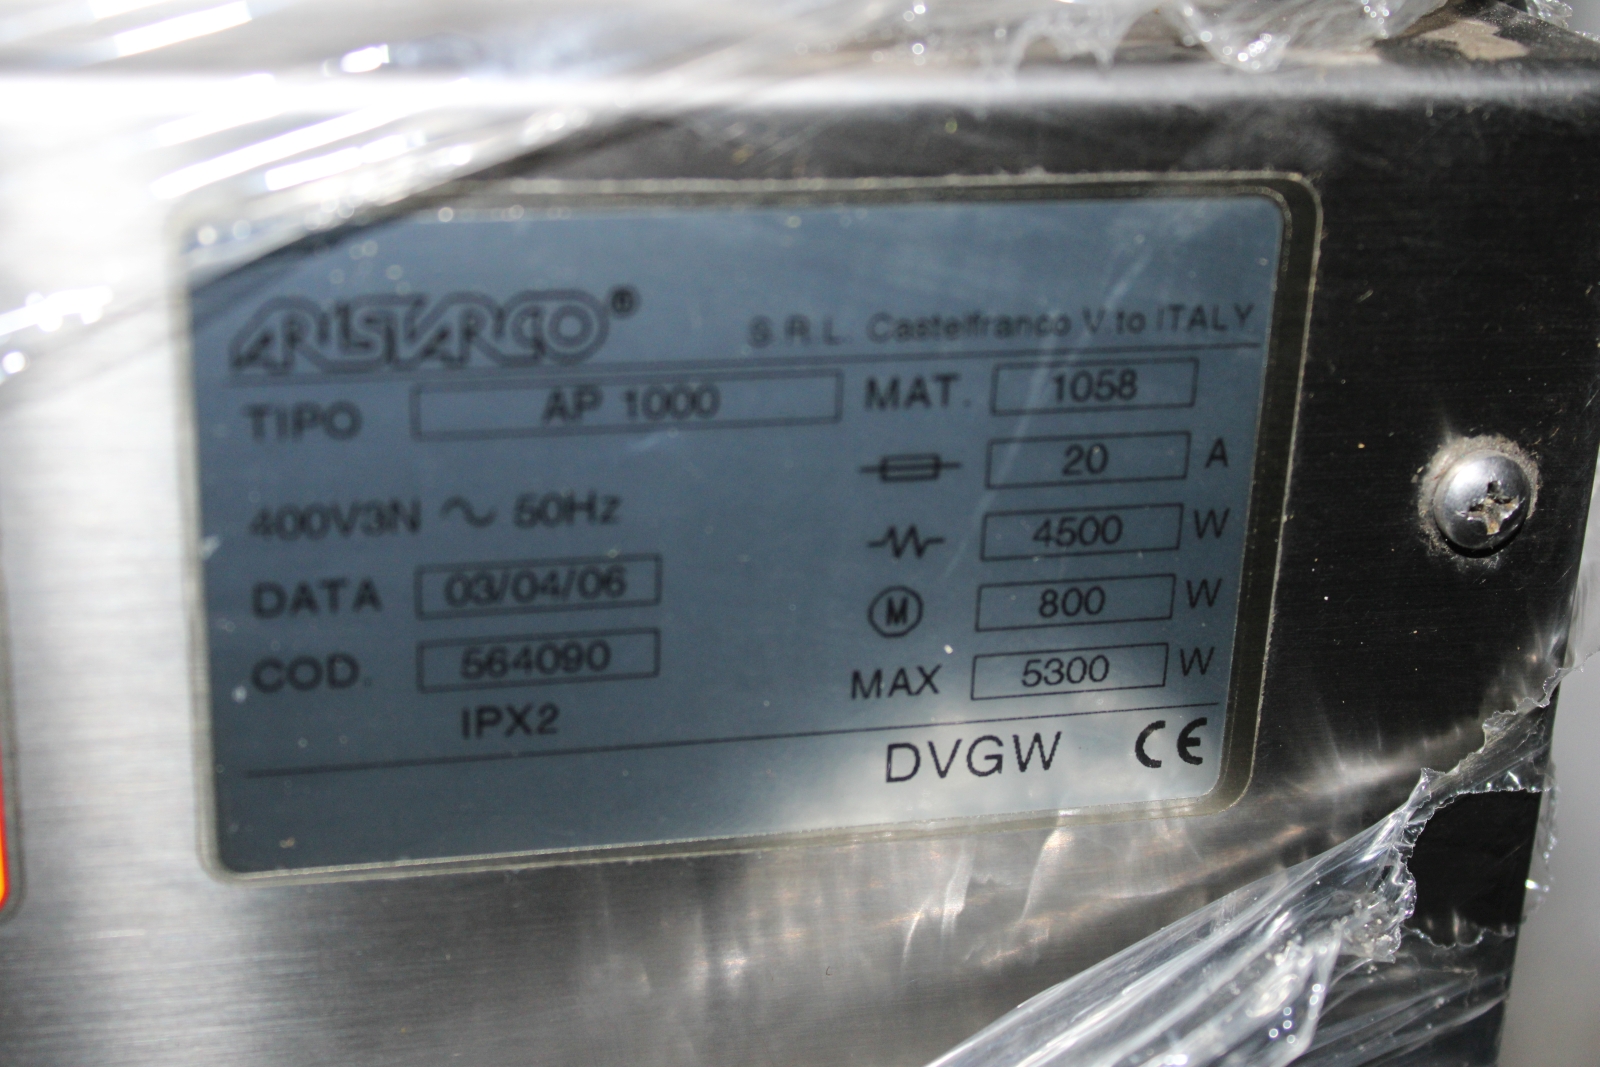 ARISTARCO®
S.R.L. Castelfranco V.to ITALY
TIPO AP 1000
MAT. 1058
20 A
400V3N ~ 50Hz
4500 W
DATA 03/04/06
M 800 W
COD. 564090
MAX 5300 W
IPX2
DVGW CE